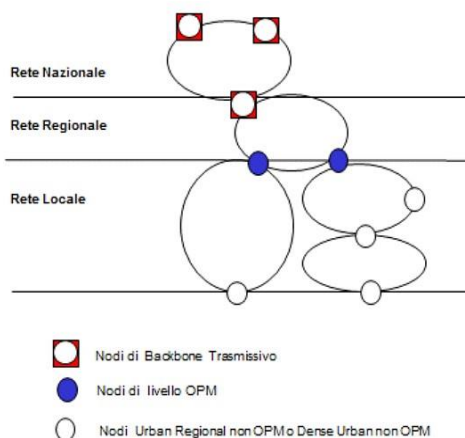 Rete Nazionale
Rete Regionale
Rete Locale
Nodi di Backbone Trasmissivo
Nodi di livello OPM
Nodi Urban Regional non OPM o Dense Urban non OPM